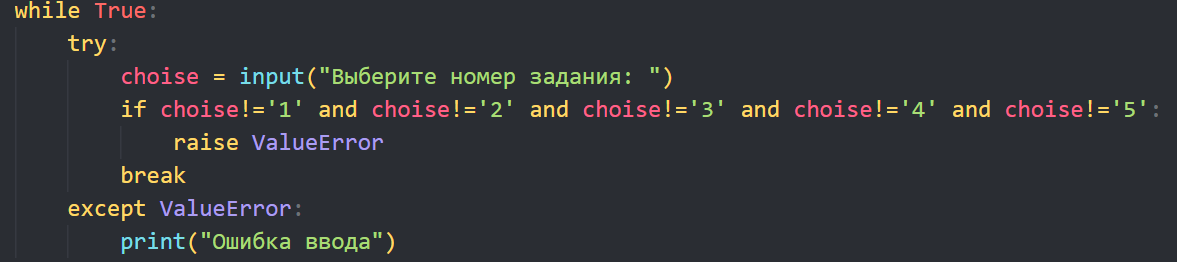 while True:
    try:
        choise = input("Выберите номер задания: ")
        if choise!='1' and choise!='2' and choise!='3' and choise!='4' and choise!='5':
            raise ValueError
        break
    except ValueError:
        print("Ошибка ввода")